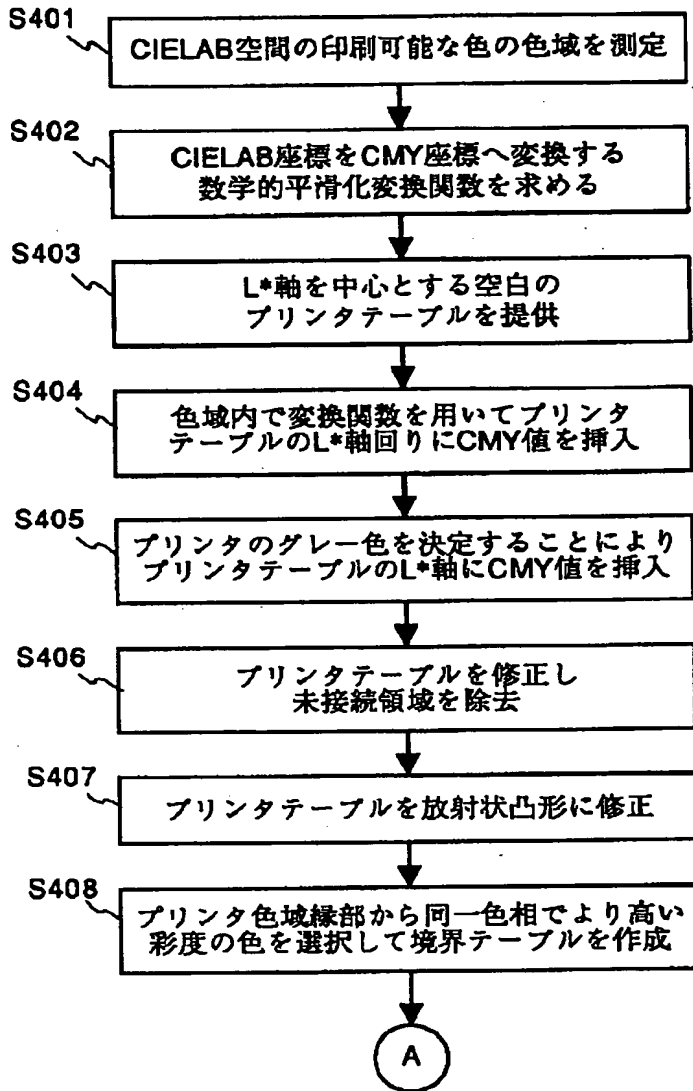 S401
CIELAB空間の印刷可能な色の色域を測定
S402
CIELAB座標をCMY座標へ変換する
数学的平滑化変換関数を求める
S403
L*軸を中心とする空白の
プリンタテーブルを提供
S404
色域内で変換関数を用いてプリンタ
テーブルのL*軸回りにCMY値を挿入
S405
プリンタのグレー色を決定することにより
プリンタテーブルのL*軸にCMY値を挿入
S406
プリンタテーブルを修正し
未接続領域を除去
S407
プリンタテーブルを放射状凸形に修正
S408
プリンタ色域縁部から同一色相でより高い
彩度の色を選択して境界テーブルを作成
A